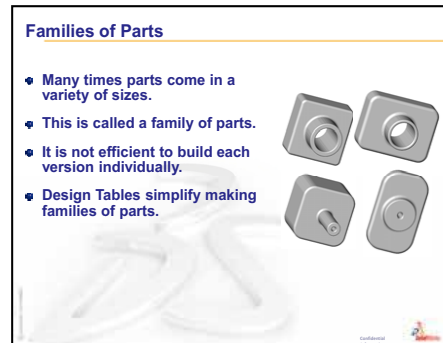 Families of Parts
Many times parts come in a
variety of sizes.
This is called a family of parts.
It is not efficient to build each
version individually.
Design Tables simplify making
families of parts.
Confidential